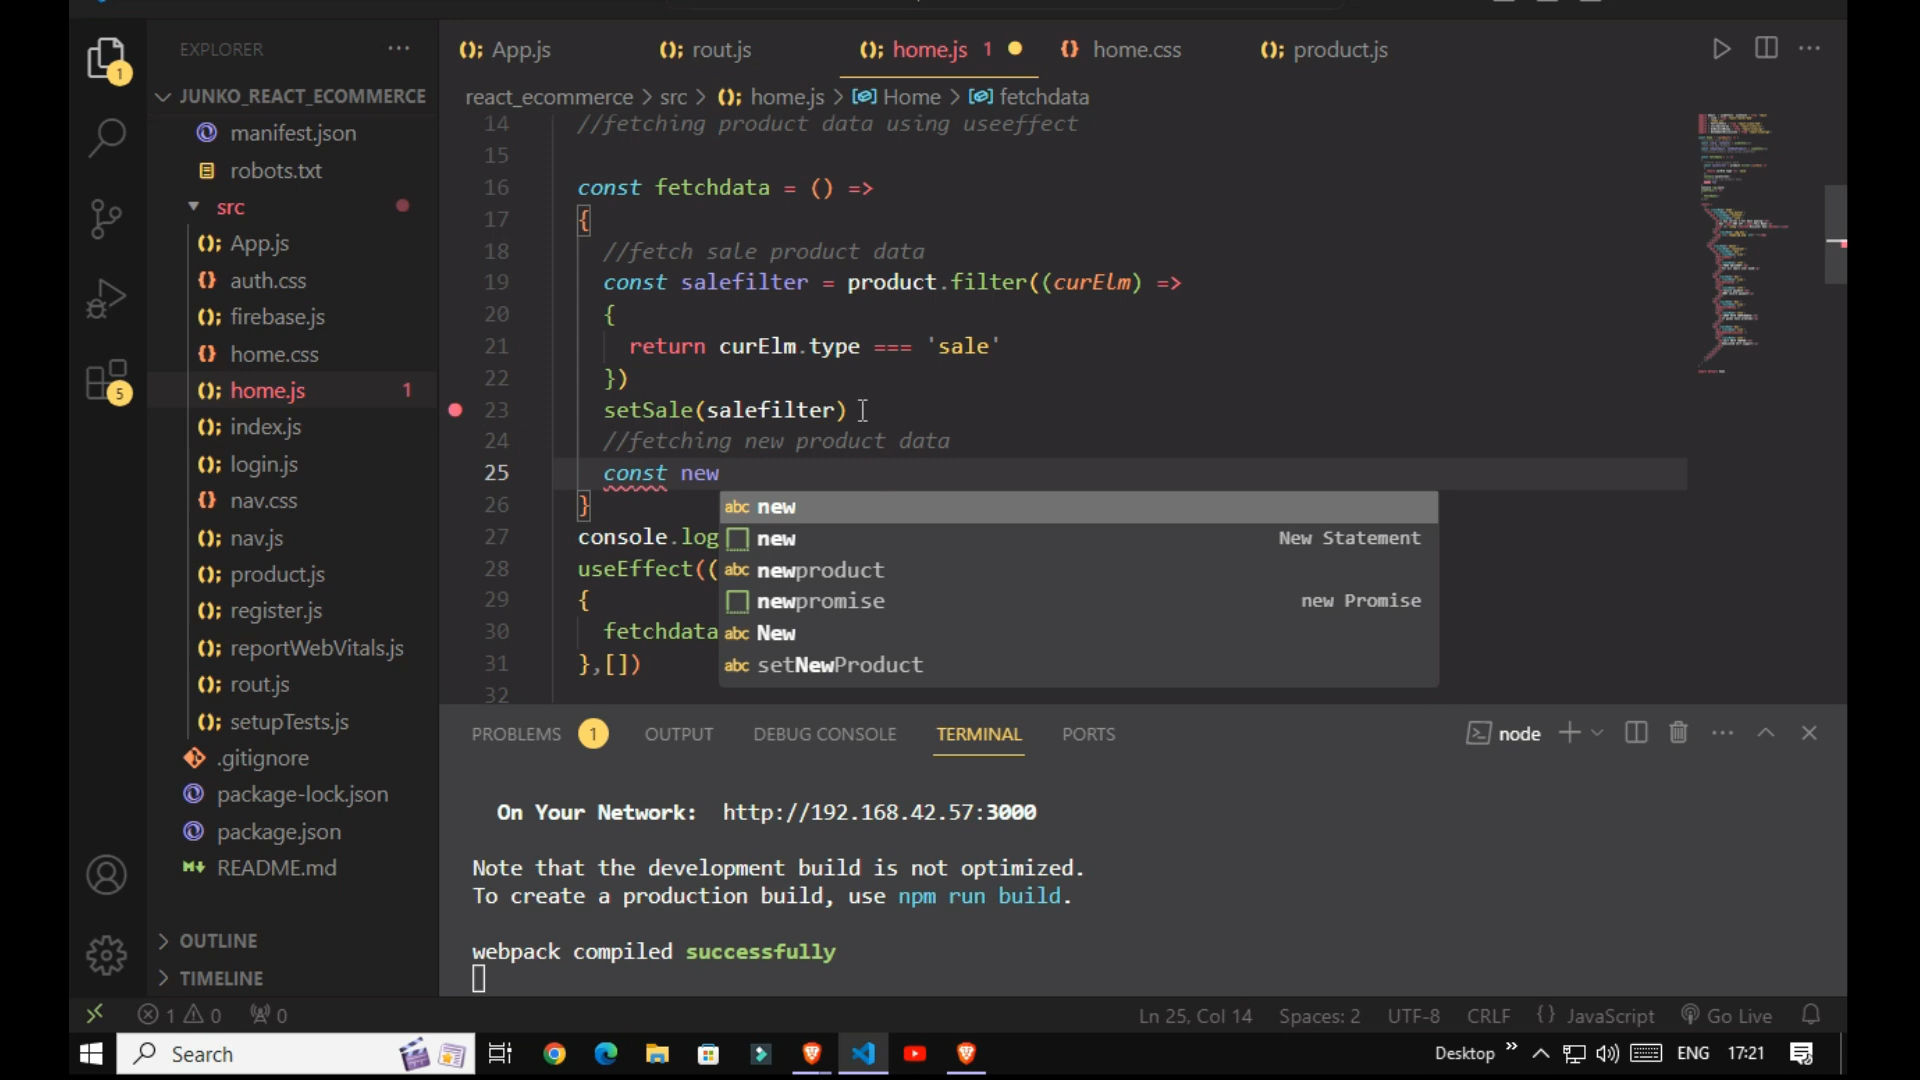 EXPLORER
JUNKO_REACT_ECOMMERCE
manifest.json
robots.txt
src
App.js
auth.css
firebase.js
home.css
home.js 1
index.js
login.js
nav.css
nav.js
product.js
register.js
reportWebVitals.js
rout.js
setupTests.js
.gitignore
package-lock.json
package.json
README.md
OUTLINE
TIMELINE
1
5
App.js rout.js home.js 1 home.css product.js
react_ecommerce > src > home.js > Home > fetchdata
14 //fetching product data using useeffect
15
16 const fetchdata = () =>
17 {
18 //fetch sale product data
19 const salefilter = product.filter((curElm) =>
20 {
21 return curElm.type === 'sale'
22 })
23 setSale(salefilter)
24 //fetching new product data
25 const new
26 }
27 console.log
28 useEffect((
29 {
30 fetchdata
31 },[])
32
abc new
new New Statement
abc newproduct
newpromise new Promise
abc New
abc setNewProduct
PROBLEMS 1 OUTPUT DEBUG CONSOLE TERMINAL PORTS node
On Your Network: http://192.168.42.57:3000
Note that the development build is not optimized.
To create a production build, use npm run build.
webpack compiled successfully
1 0 0 Ln 25, Col 14 Spaces: 2 UTF-8 CRLF {} JavaScript Go Live
Search Desktop ENG 17:21